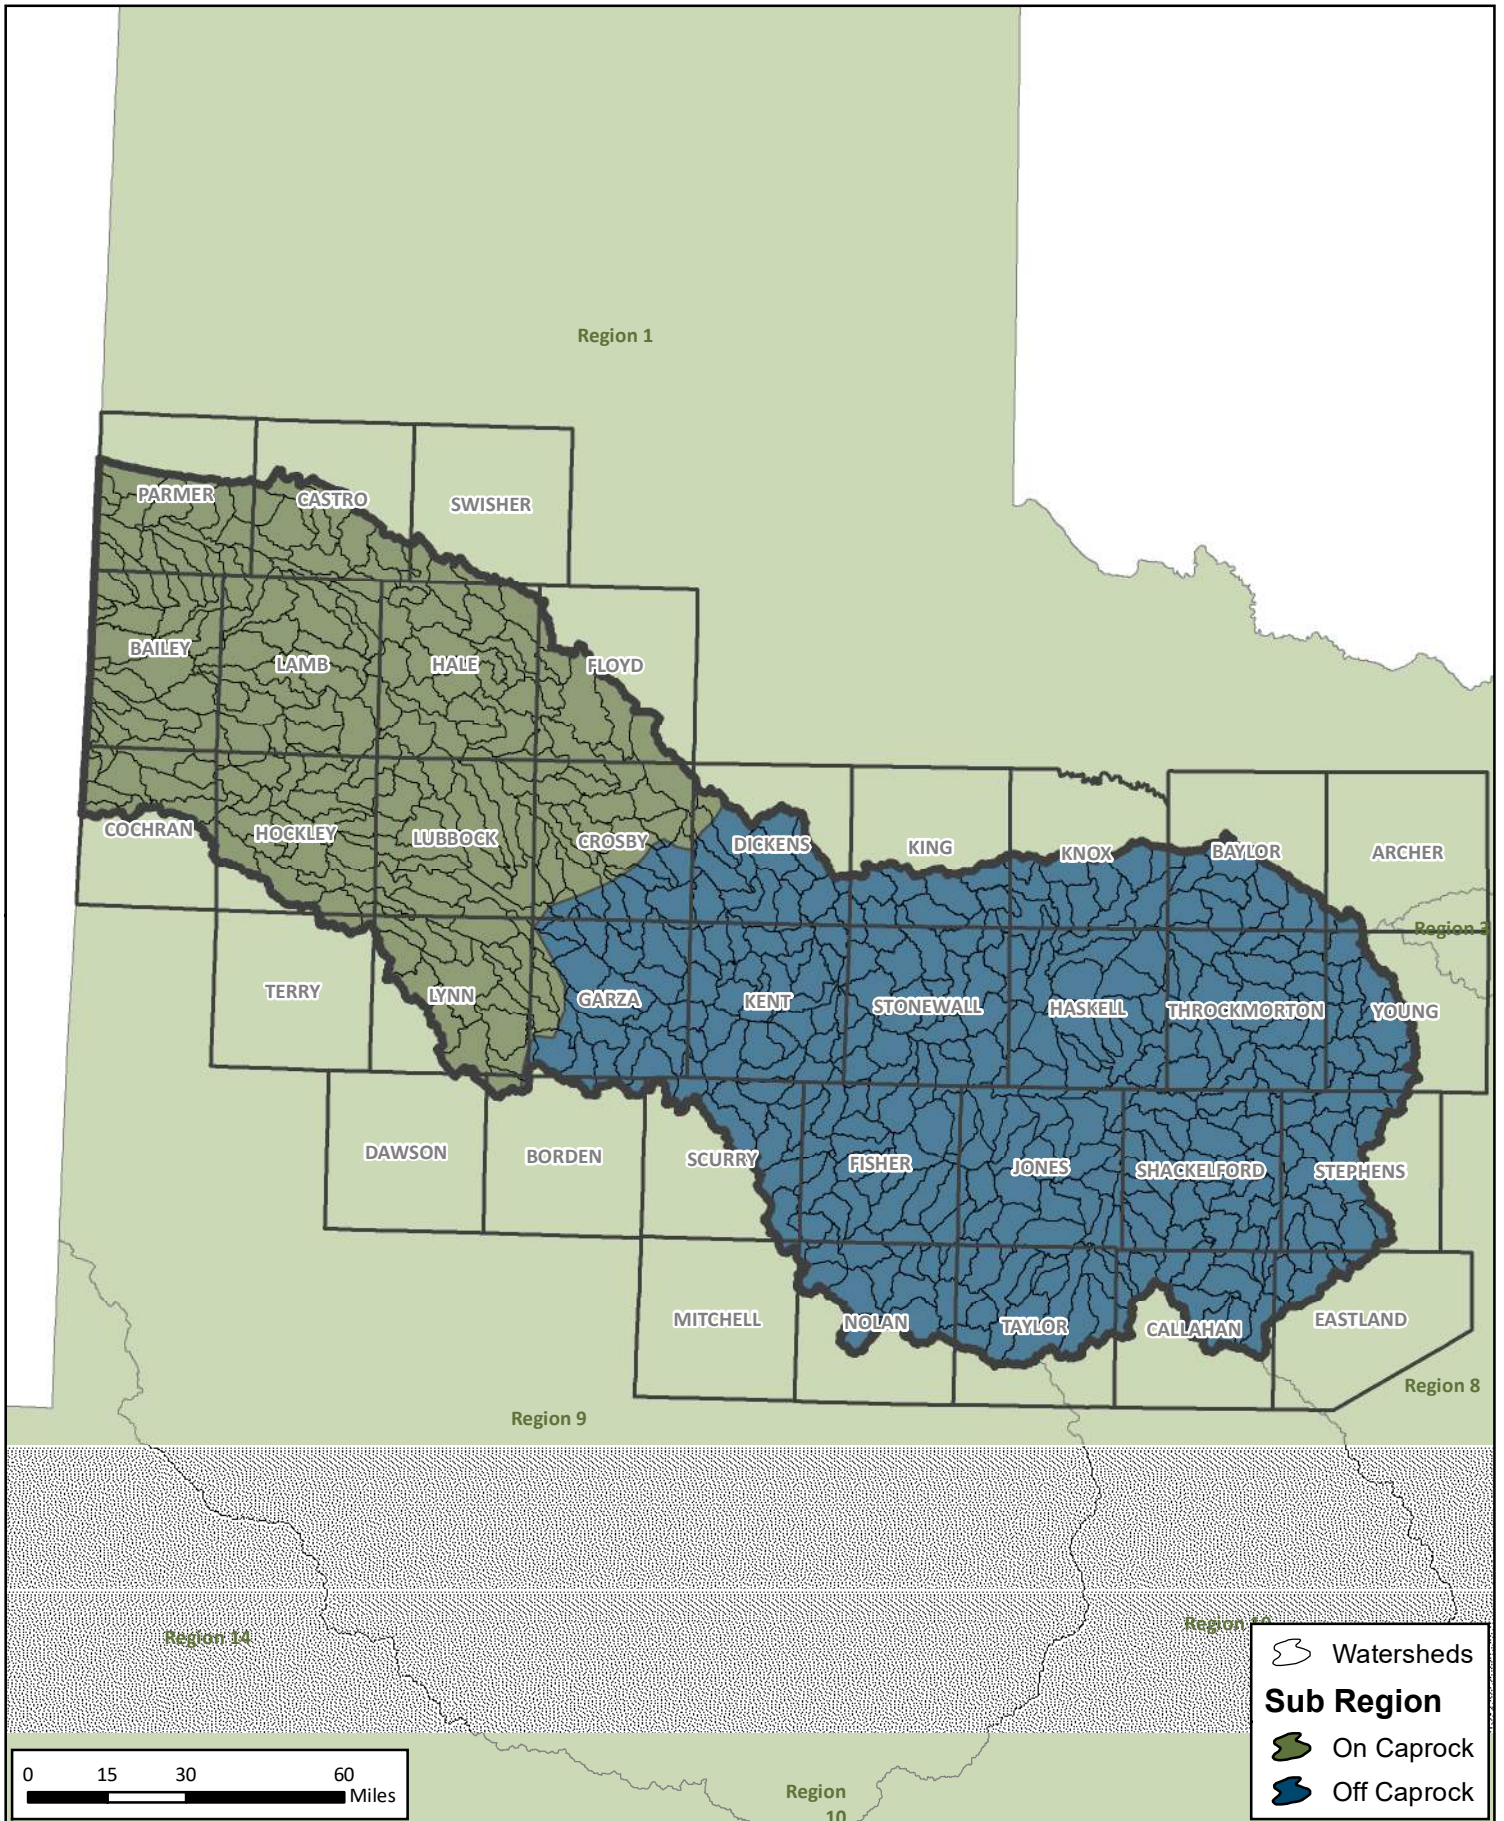 Region 1
PARMER
CASTRO
SWISHER
BAILEY
LAMB
HALE
FLOYD
COCHRAN
HOCKLEY
LUBBOCK
CROSBY
DICKENS
KING
KNOX
BAYLOR
ARCHER
Region 3
TERRY
LYNN
GARZA
KENT
STONEWALL
HASKELL
THROCKMORTON
YOUNG
DAWSON
BORDEN
SCURRY
FISHER
JONES
SHACKELFORD
STEPHENS
MITCHELL
NOLAN
TAYLOR
CALLAHAN
EASTLAND
Region 8
Region 9
Region 14
Region
Region
10
Watersheds
Sub Region
On Caprock
Off Caprock
0 15 30 60
Miles